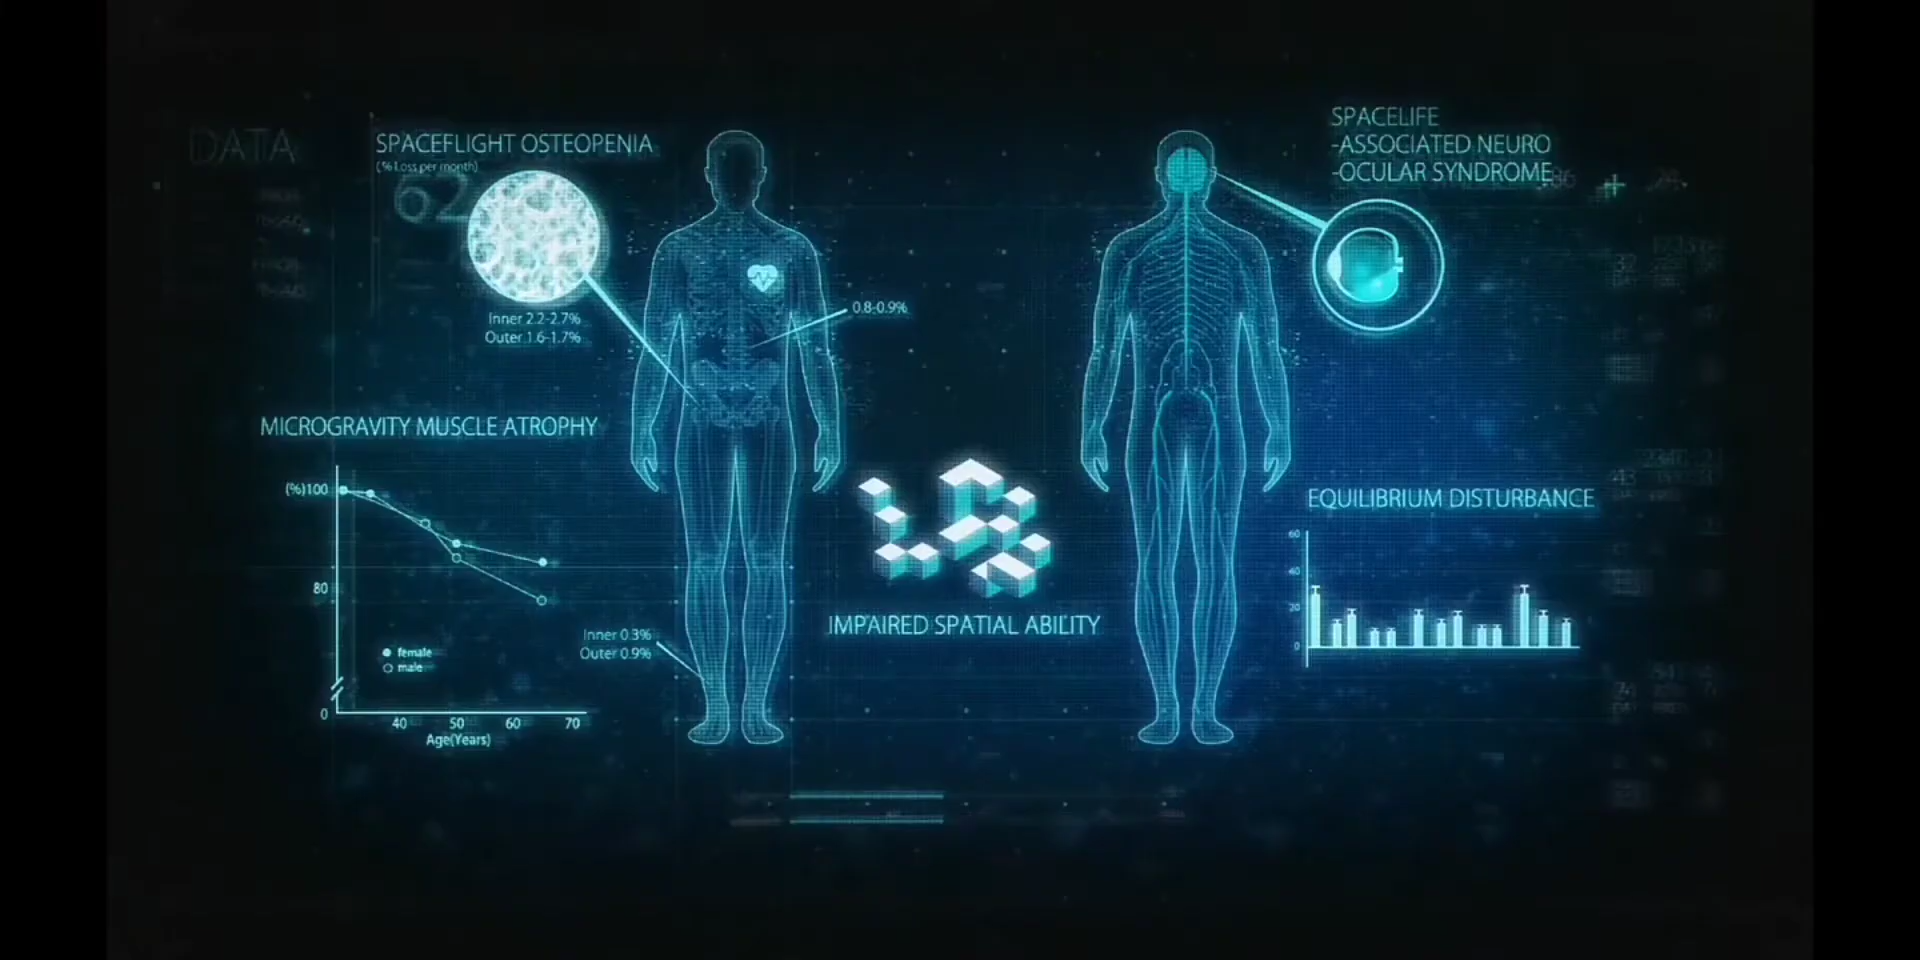 DATA
SPACEFLIGHT OSTEOPENIA
(% Loss per month)
62
Inner 2.2-2.7%
Outer 1.6-1.7%
0.8-0.9%
MICROGRAVITY MUSCLE ATROPHY
(%)100
80
0
female
male
40 50 60 70
Age(Years)
Inner 0.3%
Outer 0.9%
IMPAIRED SPATIAL ABILITY
SPACELIFE
-ASSOCIATED NEURO
-OCULAR SYNDROME
EQUILIBRIUM DISTURBANCE
60
40
20
0